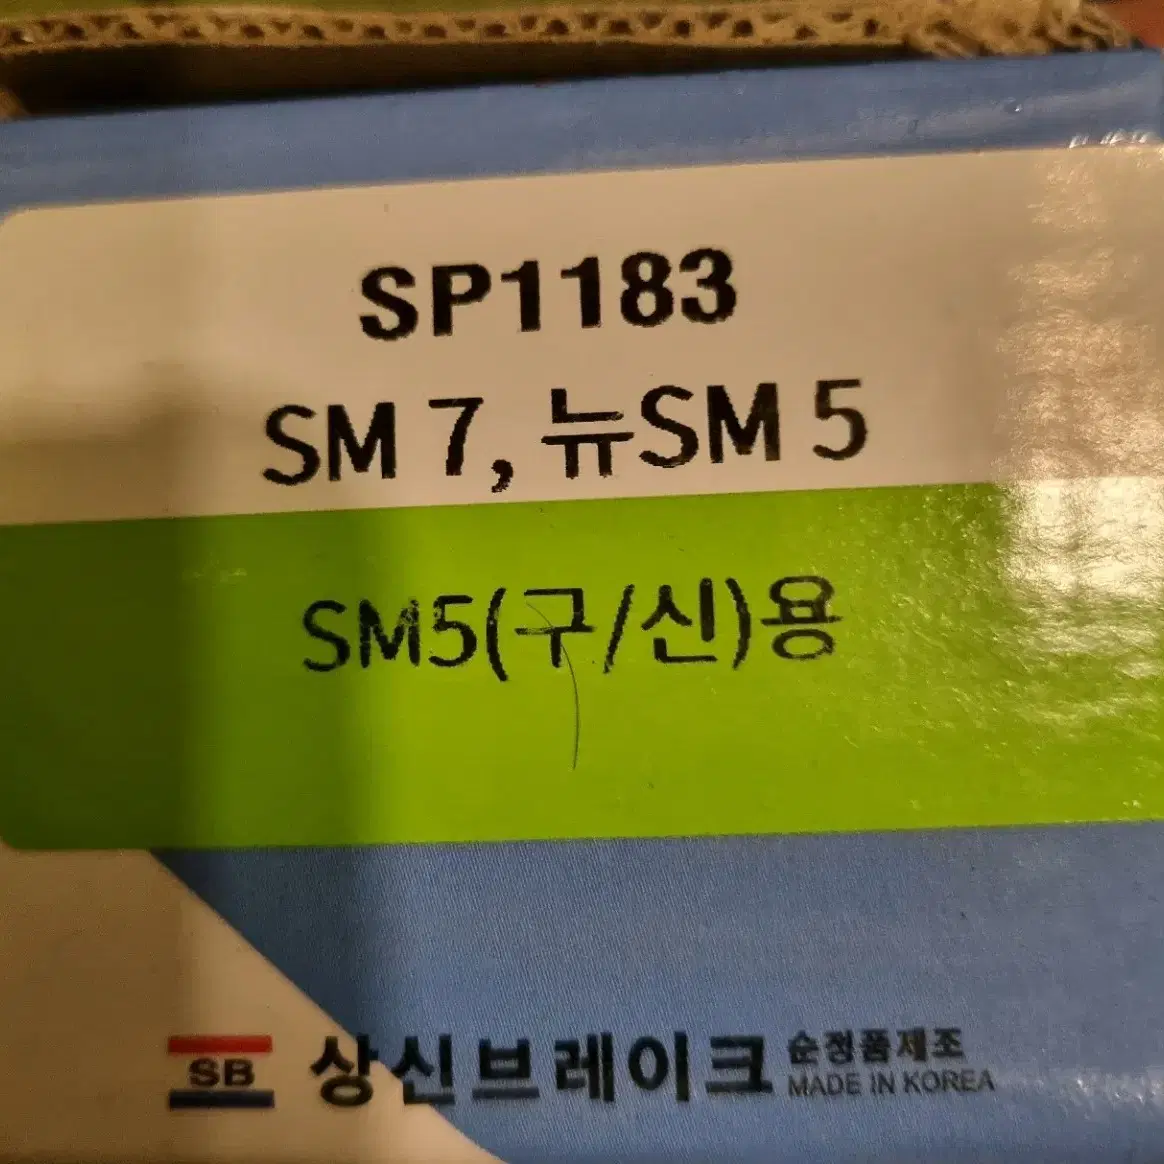 SP1183
SM 7, 뉴SM 5
SM5(구/신)용
SB 상신브레이크 순정품제조
MADE IN KOREA